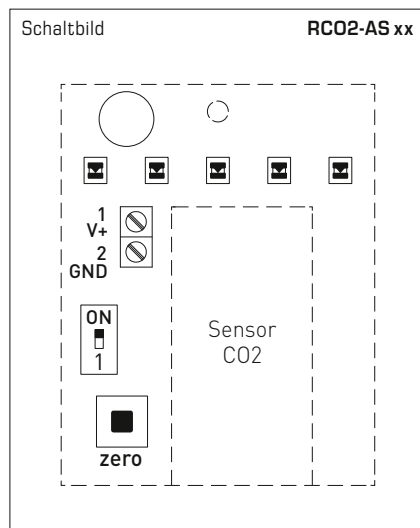 Schaltbild RCO2-AS xx
1
V+
2
GND
ON
1
Sensor
CO2
zero